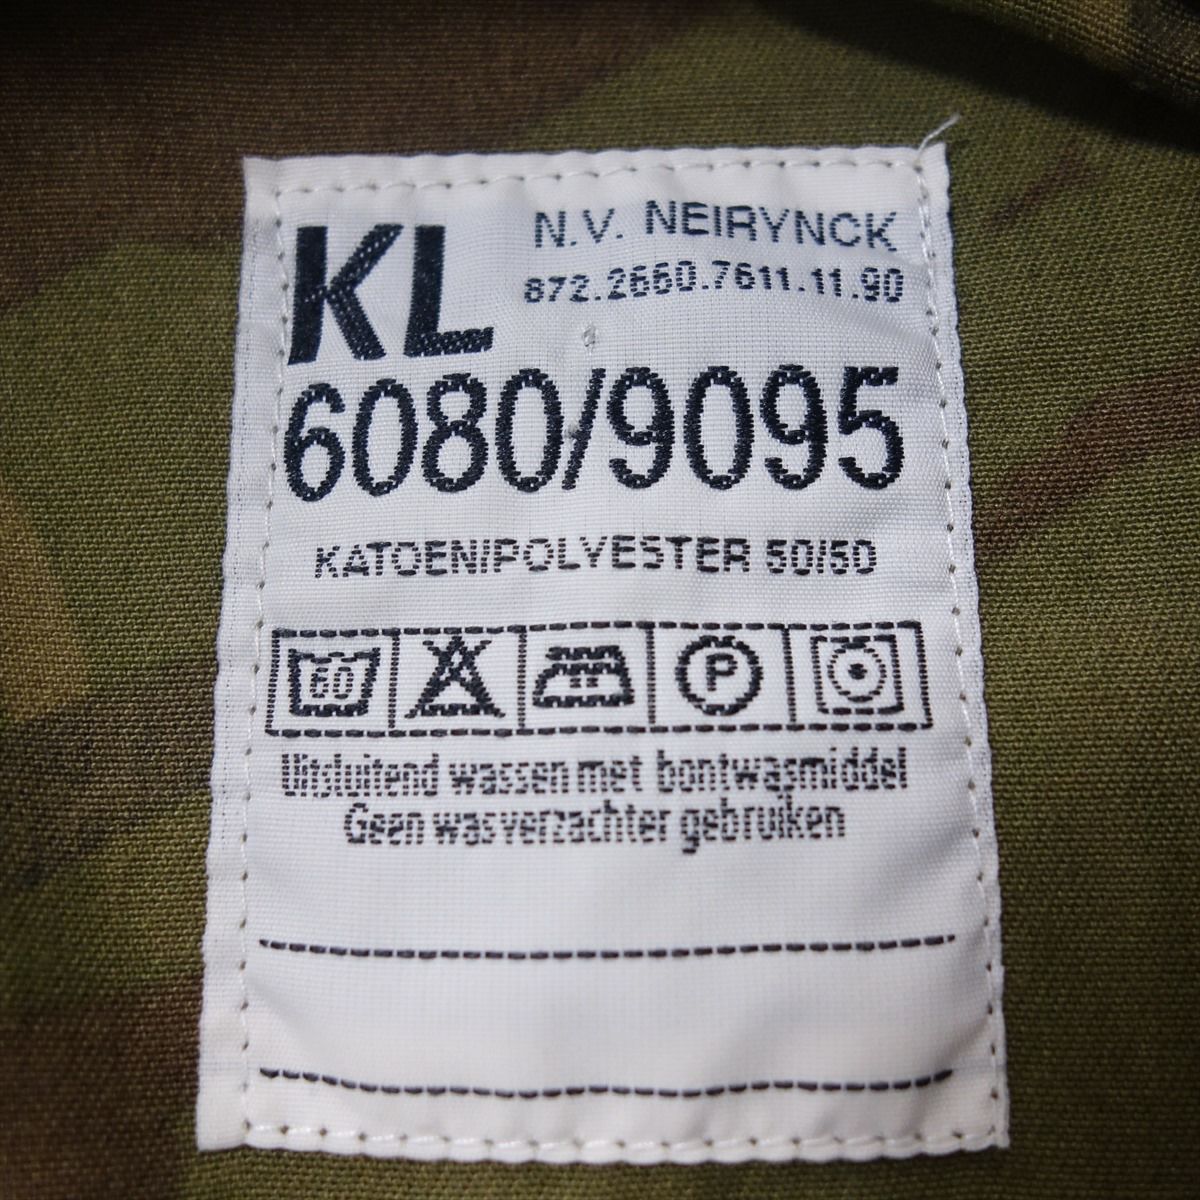 KL
N.V. NEIRYNCK
872.2660.7611.11.90
6080/9095
KATOEN/POLYESTER 50/50
60
P
Uitsluitend wassen met bontwasmiddel
Geen wasverzachter gebruiken